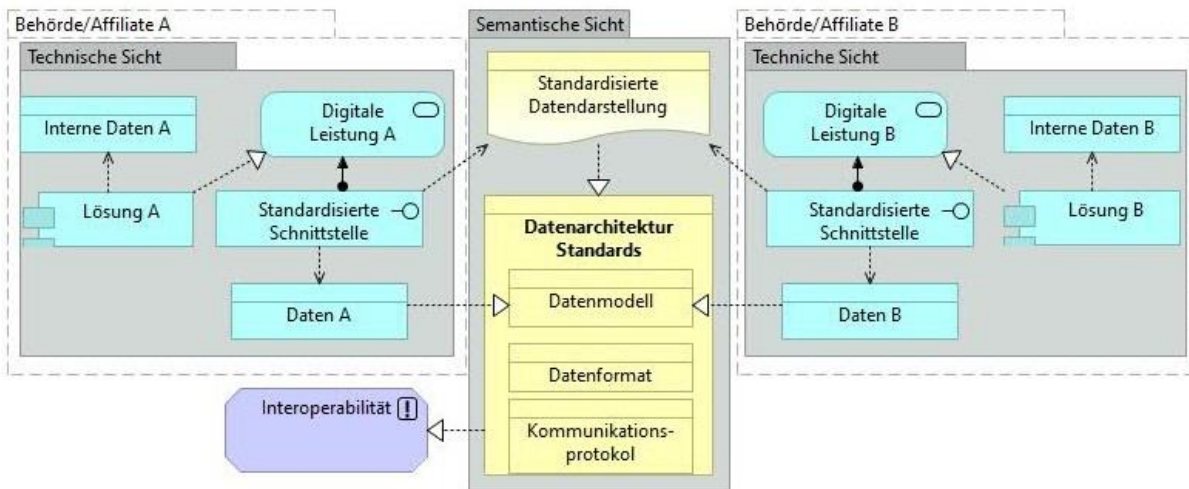 Behörde/Affiliate A
Technische Sicht
Interne Daten A
Digitale
Leistung A
Lösung A
Standardisierte
Schnittstelle
Daten A
Semantische Sicht
Standardisierte
Datendarstellung
Datenarchitektur
Standards
Datenmodell
Datenformat
Kommunikations-
protokol
Interoperabilität
Behörde/Affiliate B
Techniche Sicht
Digitale
Leistung B
Interne Daten B
Standardisierte
Schnittstelle
Lösung B
Daten B